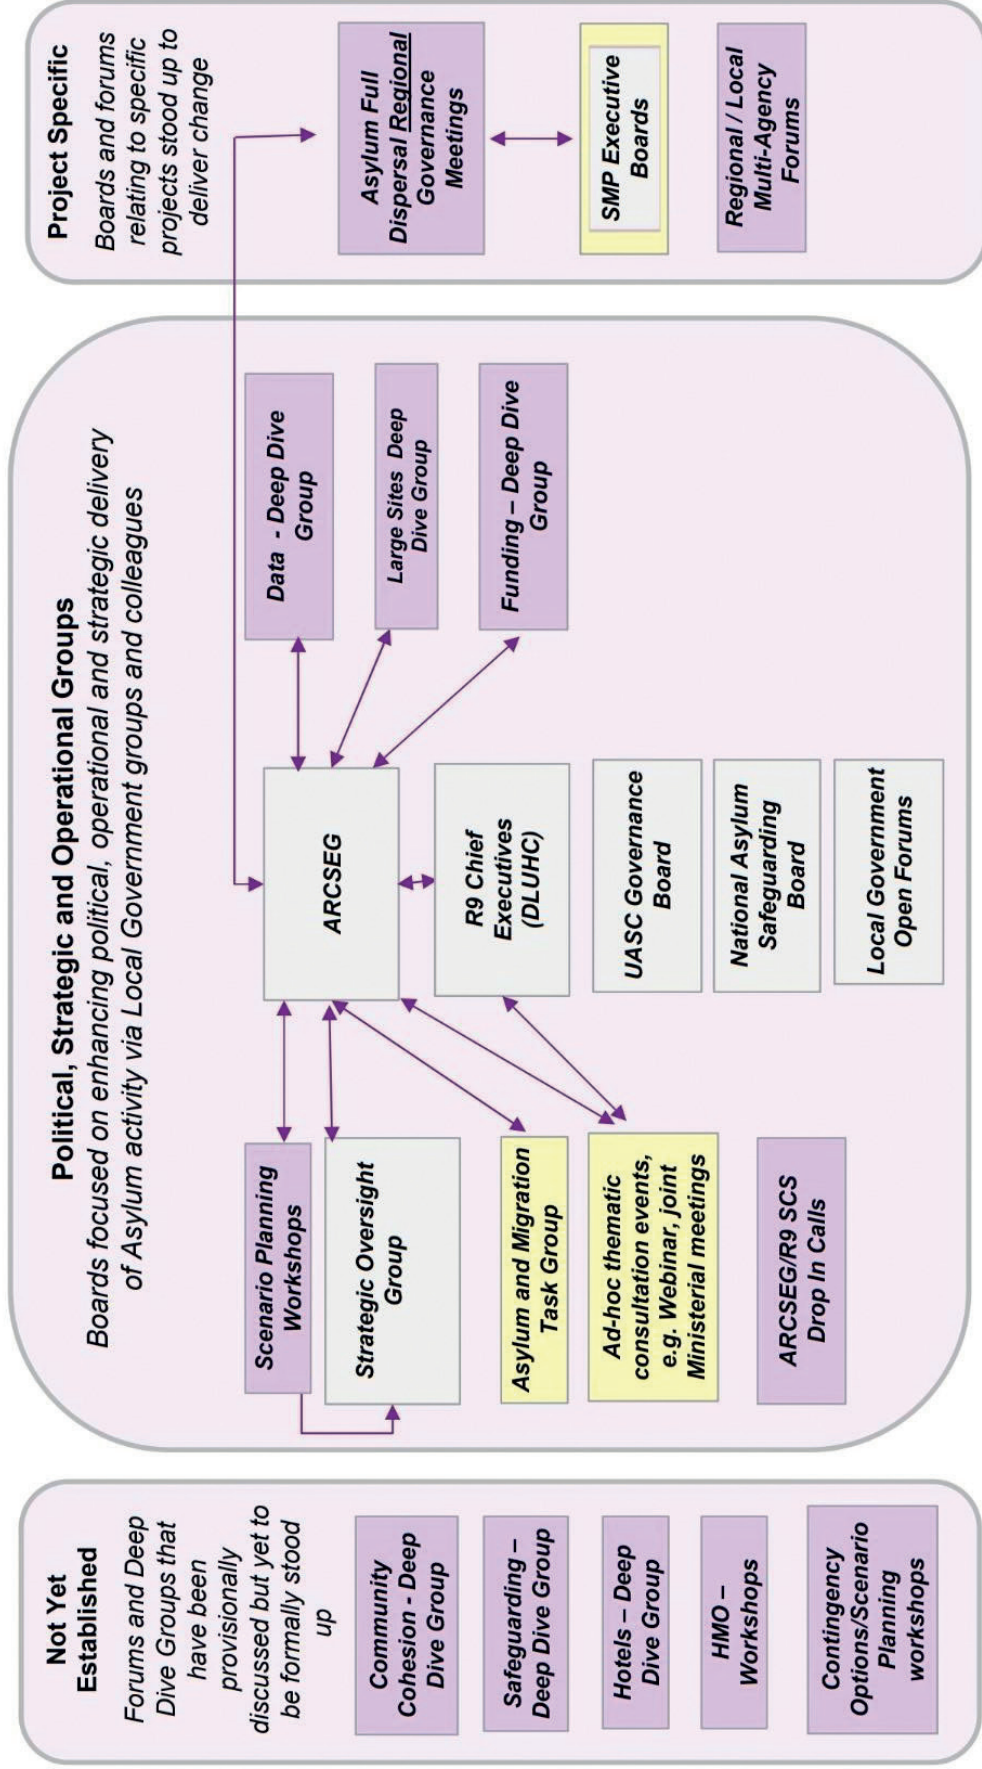 Not Yet
Established
Forums and Deep
Dive Groups that
have been
provisionally
discussed but yet to
be formally stood
up
Community
Cohesion - Deep
Dive Group
Safeguarding –
Deep Dive Group
Hotels – Deep
Dive Group
HMO –
Workshops
Contingency
Options/Scenario
Planning
workshops
Political, Strategic and Operational Groups
Boards focused on enhancing political, operational and strategic delivery
of Asylum activity via Local Government groups and colleagues
Scenario Planning
Workshops
Strategic Oversight
Group
Asylum and Migration
Task Group
Ad-hoc thematic
consultation events,
e.g. Webinar, joint
Ministerial meetings
ARCSEG/R9 SCS
Drop In Calls
ARCSEG
R9 Chief
Executives
(DLUHC)
UASC Governance
Board
National Asylum
Safeguarding
Board
Local Government
Open Forums
Data - Deep Dive
Group
Large Sites Deep
Dive Group
Funding – Deep Dive
Group
Project Specific
Boards and forums
relating to specific
projects stood up to
deliver change
Asylum Full
Dispersal Regional
Governance
Meetings
SMP Executive
Boards
Regional / Local
Multi-Agency
Forums